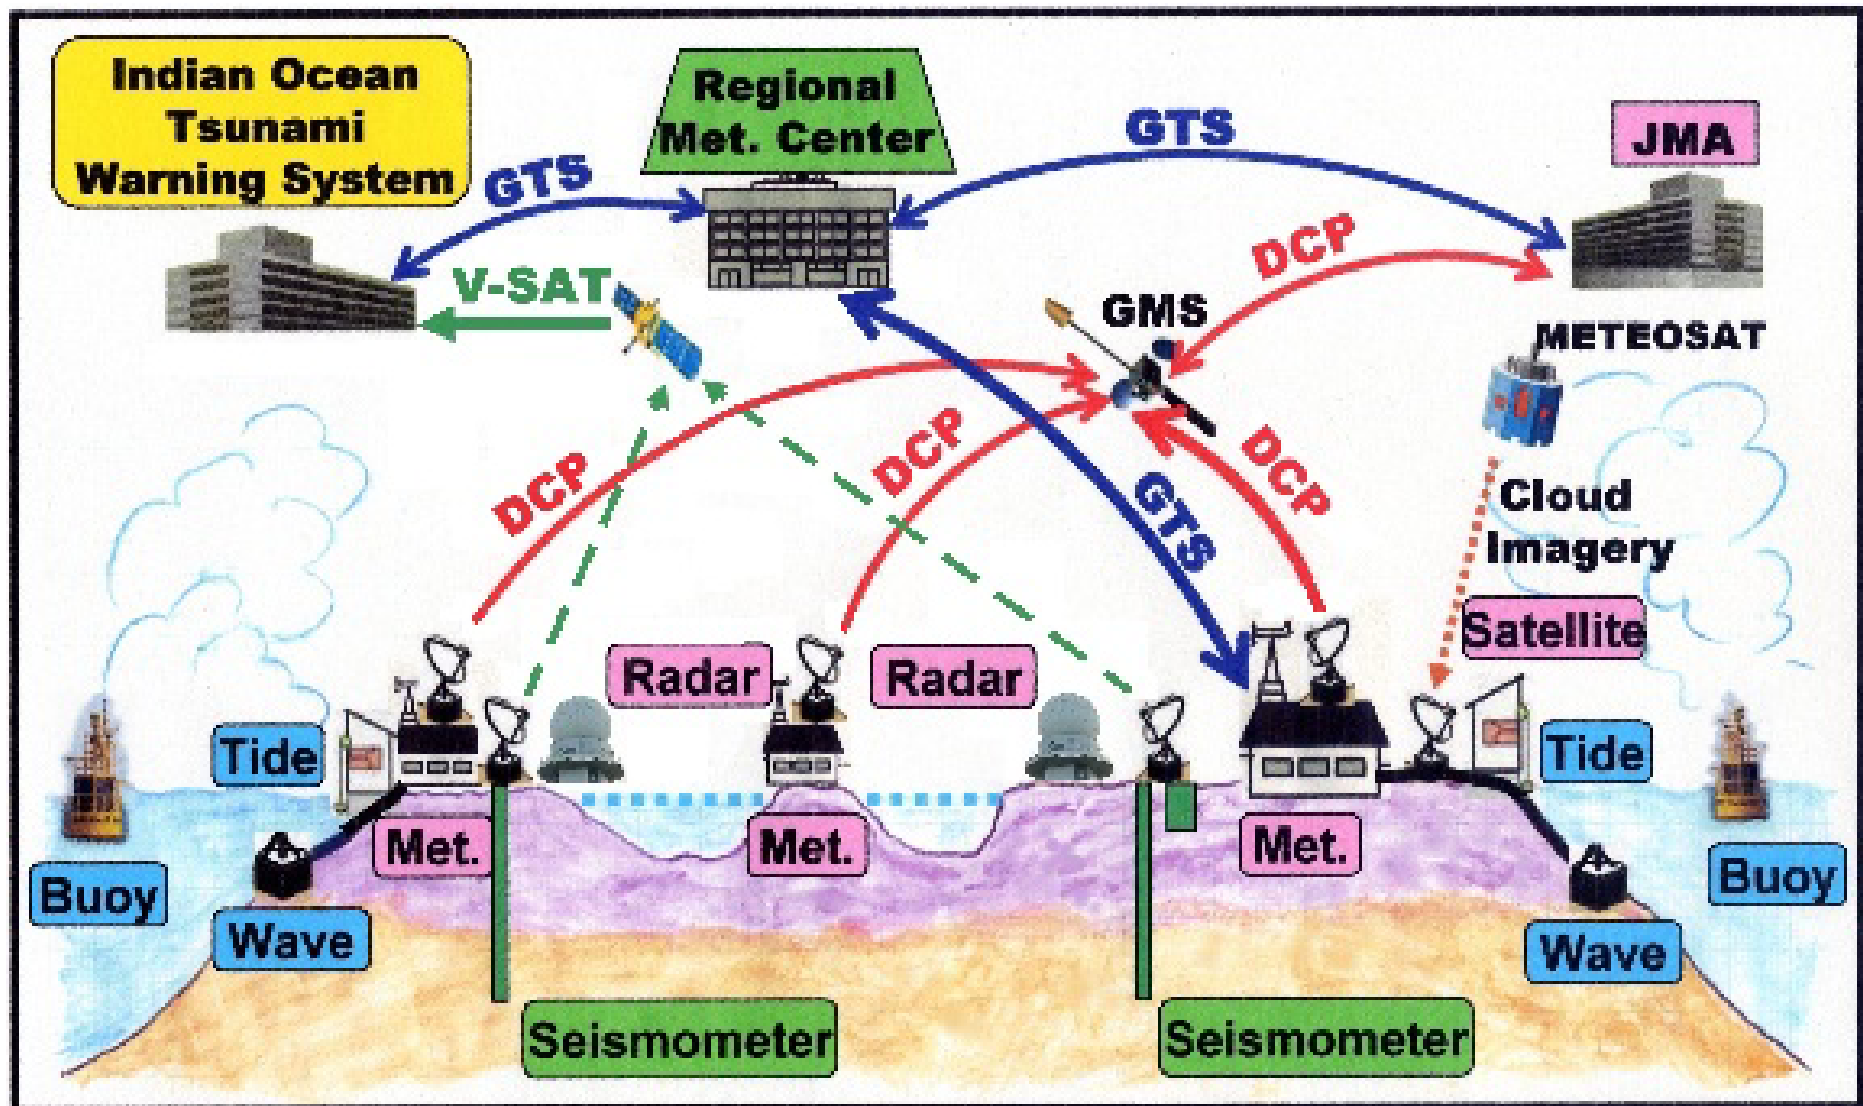 Indian Ocean
Tsunami
Warning System
Regional
Met. Center
GTS
GTS
JMA
V-SAT
DCP
GMS
METEOSAT
DCP
DCP
GTS
DCP
Cloud
Imagery
Satellite
Radar
Radar
Tide
Tide
Met.
Met.
Met.
Buoy
Buoy
Wave
Wave
Seismometer
Seismometer